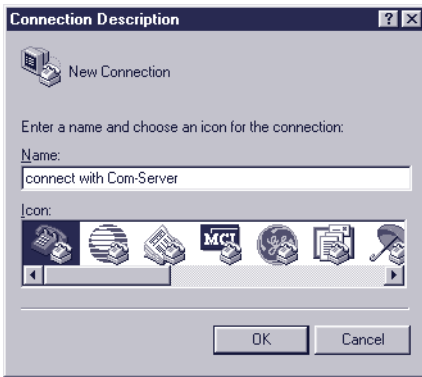 Connection Description
New Connection
Enter a name and choose an icon for the connection:
Name:
connect with Com-Server
Icon:
MCI
OK Cancel